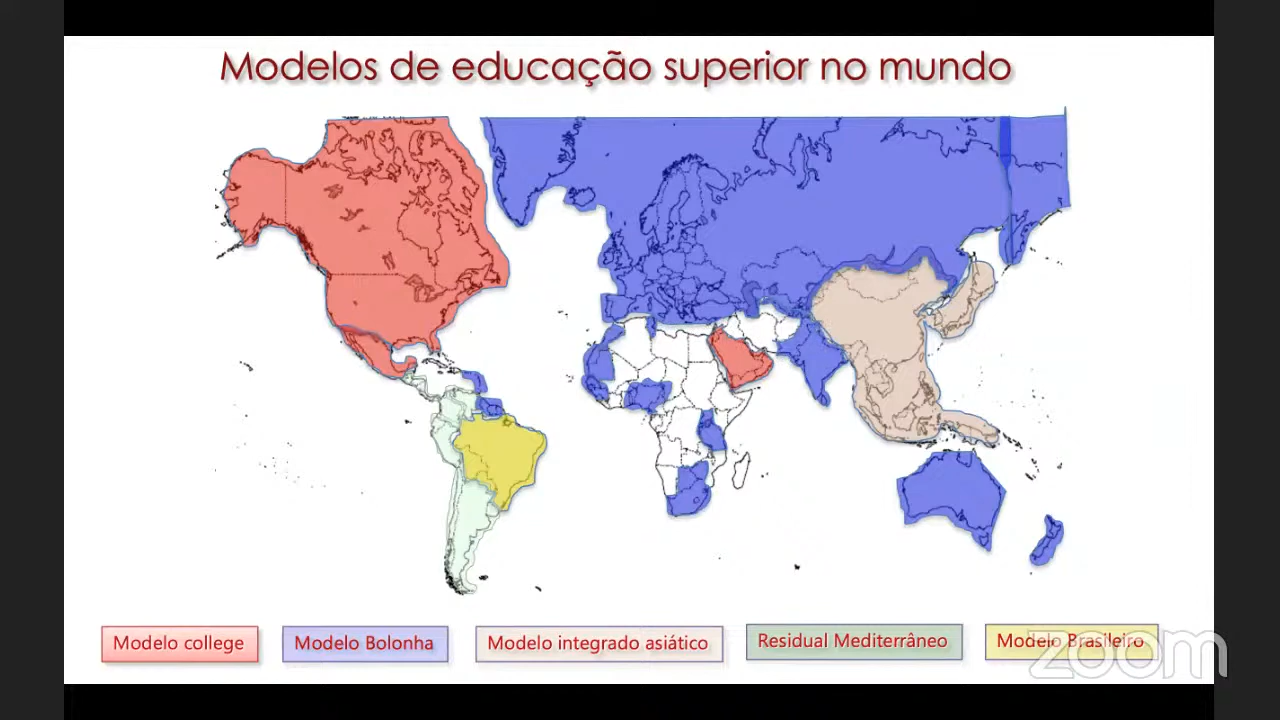 Modelos de educação superior no mundo
Modelo college
Modelo Bolonha
Modelo integrado asiático
Residual Mediterrâneo
Modelo Brasileiro
zoom